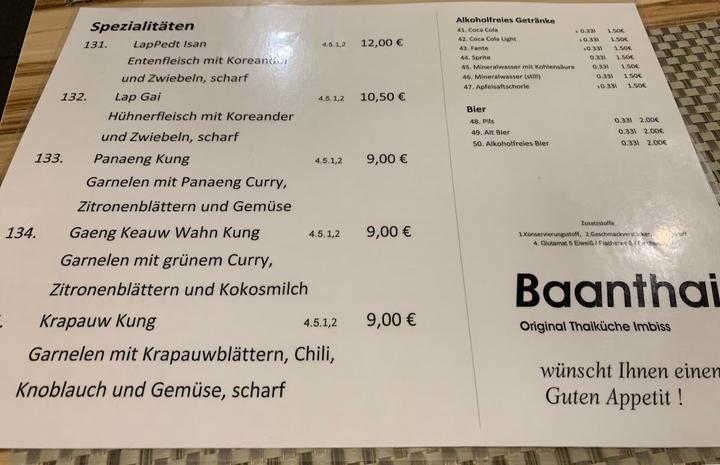 Spezialitäten
131. LapPedt Isan 4.5.1,2 12,00 €
Entenfleisch mit Koreander
und Zwiebeln, scharf
132. Lap Gai 4.5.1,2 10,50 €
Hühnerfleisch mit Koreander
und Zwiebeln, scharf
133. Panaeng Kung 4.5.1,2 9,00 €
Garnelen mit Panaeng Curry,
Zitronenblättern und Gemüse
134. Gaeng Keauw Wahn Kung 4.5.1,2 9,00 €
Garnelen mit grünem Curry,
Zitronenblättern und Kokosmilch
Krapauw Kung 4.5.1,2 9,00 €
Garnelen mit Krapauwblättern, Chili,
Knoblauch und Gemüse, scharf
Alkoholfreies Getränke
41. Coca Cola 0.33l 1.50€
42. Coca Cola Light 0.33l 1.50€
43. Fante 0.33l 1.50€
44. Sprite 0.33l 1.50€
45. Mineralwasser mit Kohlensäure 0.33l 1.50€
46. Mineralwasser (still) 0.33l 1.50€
47. Apfelsaftschorle 0.33l 1.50€
Bier
48. Pils 0.33l 2.00€
49. Alt Bier 0.33l 2.00€
50. Alkoholfreies Bier 0.33l 2.00€
Zusatzstoffe
1.Konservierungsstoff, 2.Geschmackverstärker,
4. Glutamat 5 Eiweiß /
Baanthai
Original Thaiküche Imbiss
wünscht Ihnen einen
Guten Appetit !